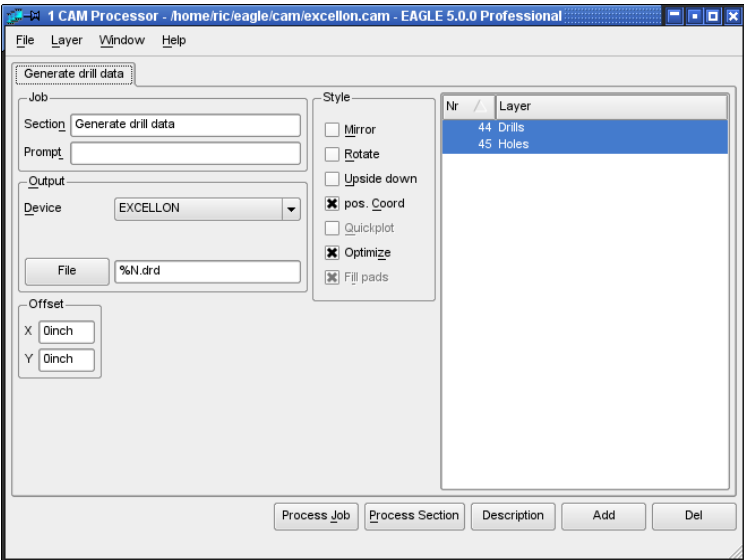 1 CAM Processor - /home/ric/eagle/cam/excellon.cam - EAGLE 5.0.0 Professional
File Layer Window Help
Generate drill data
Job
Section Generate drill data
Prompt
Output
Device EXCELLON
File %N.drd
Offset
X 0inch
Y 0inch
Style
Mirror
Rotate
Upside down
pos. Coord
Quickplot
Optimize
Fill pads
Nr Layer
44 Drills
45 Holes
Process Job Process Section Description Add Del